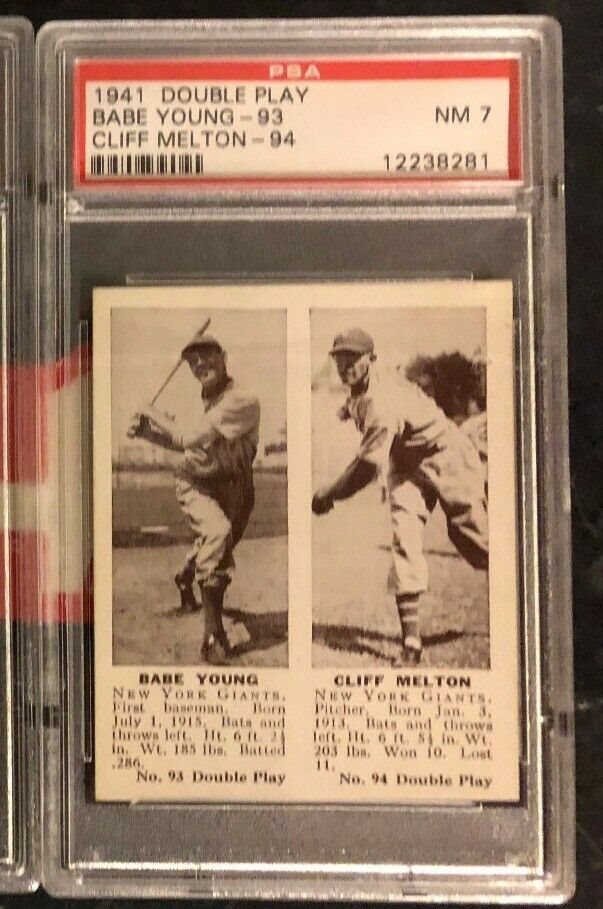 PSA
1941 DOUBLE PLAY
BABE YOUNG-93
NM 7
CLIFF MELTON-94
12238281
BABE YOUNG
NEW YORK GIANTS.
First baseman. Born
July 1, 1915. Bats and
throws left. Ht. 6 ft. 2½
in. Wt. 185 lbs. Batted
.286.
No. 93 Double Play
CLIFF MELTON
NEW YORK GIANTS.
Pitcher. Born Jan. 3,
1913. Bats and throws
left. Ht. 6 ft. 5½ in. Wt.
203 lbs. Won 10. Lost
11.
No. 94 Double Play